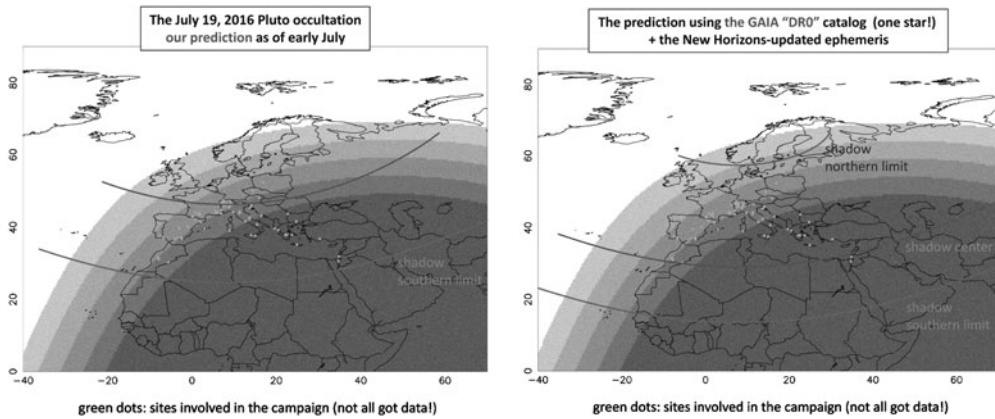 The July 19, 2016 Pluto occultation
our prediction as of early July
80
60
40
20
0
shadow
southern limit
-40
-20
0
20
40
60
green dots: sites involved in the campaign (not all got data!)
The prediction using the GAIA "DR0" catalog (one star!)
+ the New Horizons-updated ephemeris
80
60
40
20
0
shadow
northern limit
shadow center
shadow
southern limit
-40
-20
0
20
40
60
green dots: sites involved in the campaign (not all got data!)